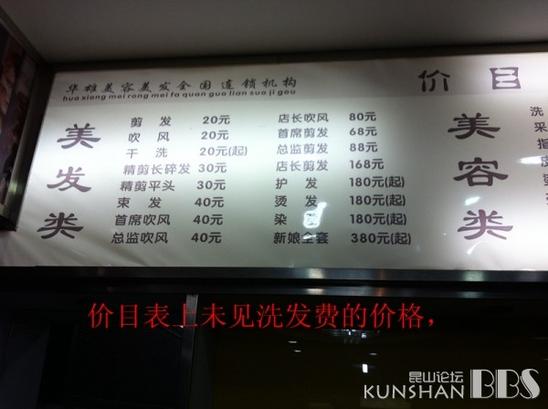 华雄美容美发全国连锁机构
hua xiong mei rong mei fa quan guo lian suo ji gou
价目
美发类
剪发 20元
吹风 20元
干洗 20元(起)
精剪长碎发 30元
精剪平头 30元
束发 40元
首席吹风 40元
总监吹风 40元
店长吹风 80元
首席剪发 68元
总监剪发 88元
店长剪发 168元
护发 180元(起)
烫发 180元(起)
染 180元(起)
新娘全套 380元(起)
美容类
洗
采
指
价目表上未见洗发费的价格，
昆山论坛
KUNSHAN BBS